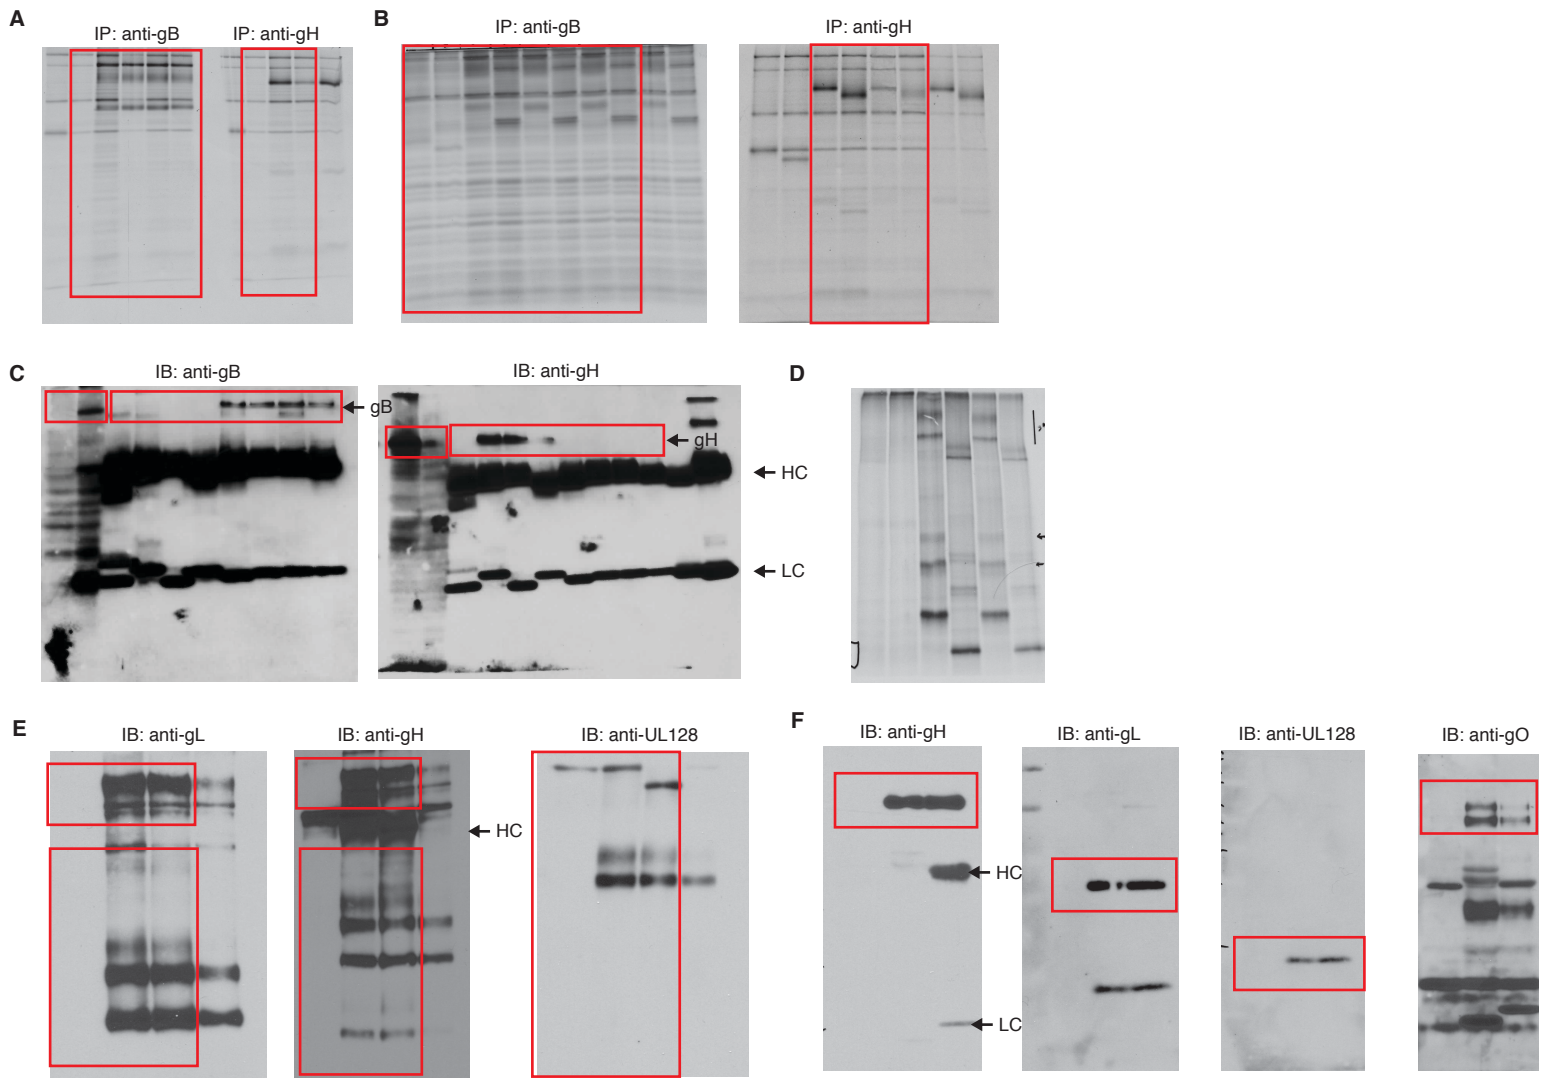 A
IP: anti-gB
IP: anti-gH
B
IP: anti-gB
IP: anti-gH
C
IB: anti-gB
gB
IB: anti-gH
gH
HC
LC
D
E
IB: anti-gL
IB: anti-gH
HC
IB: anti-UL128
F
IB: anti-gH
HC
LC
IB: anti-gL
IB: anti-UL128
IB: anti-gO